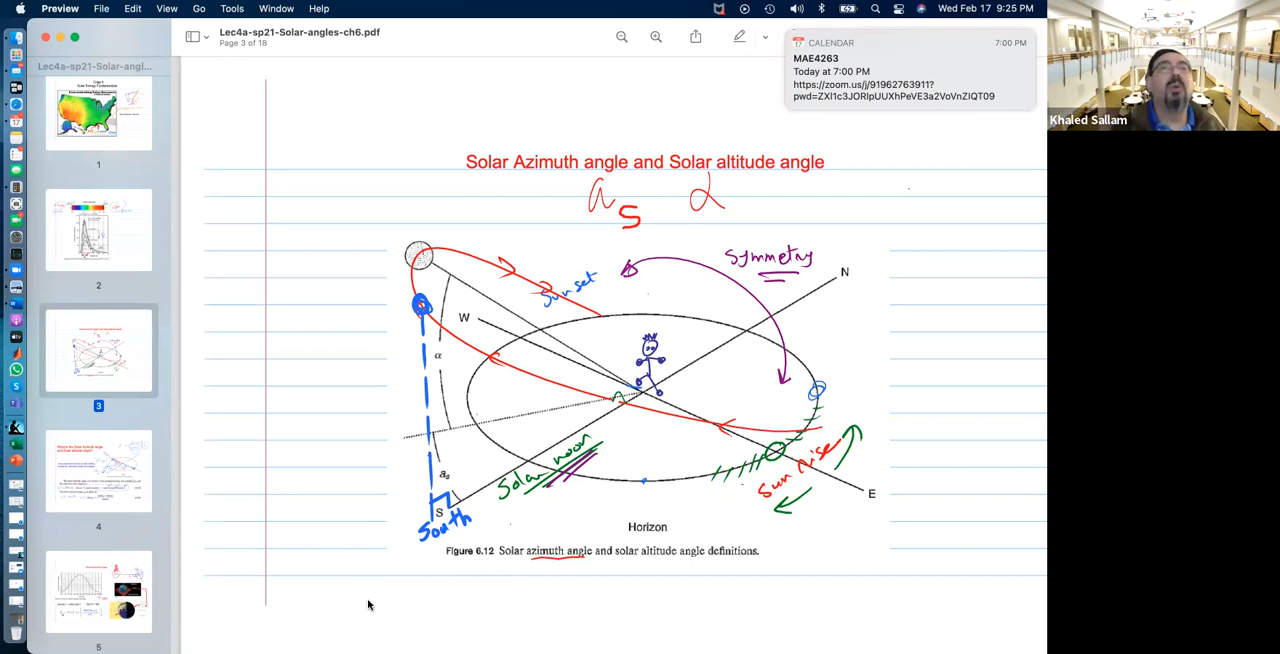 Preview File Edit View Go Tools Window Help
Wed Feb 17 9:25 PM
Lec4a-sp21-Solar-angles-ch6.pdf
Page 3 of 18
CALENDAR 7:00 PM
MAE4263
Today at 7:00 PM
https://zoom.us/j/91962763911?
pwd=ZXl1c3JORlpUUXhPeVE3a2VoVnZIQT09
Khaled Sallam
Lec4a-sp21-Solar-angl...
1
2
3
4
5
Solar Azimuth angle and Solar altitude angle
a s α
Symmetry
N
Sunset
W
α
Solar noon
Sun rise
as
S
South
E
Horizon
Figure 6.12 Solar azimuth angle and solar altitude angle definitions.